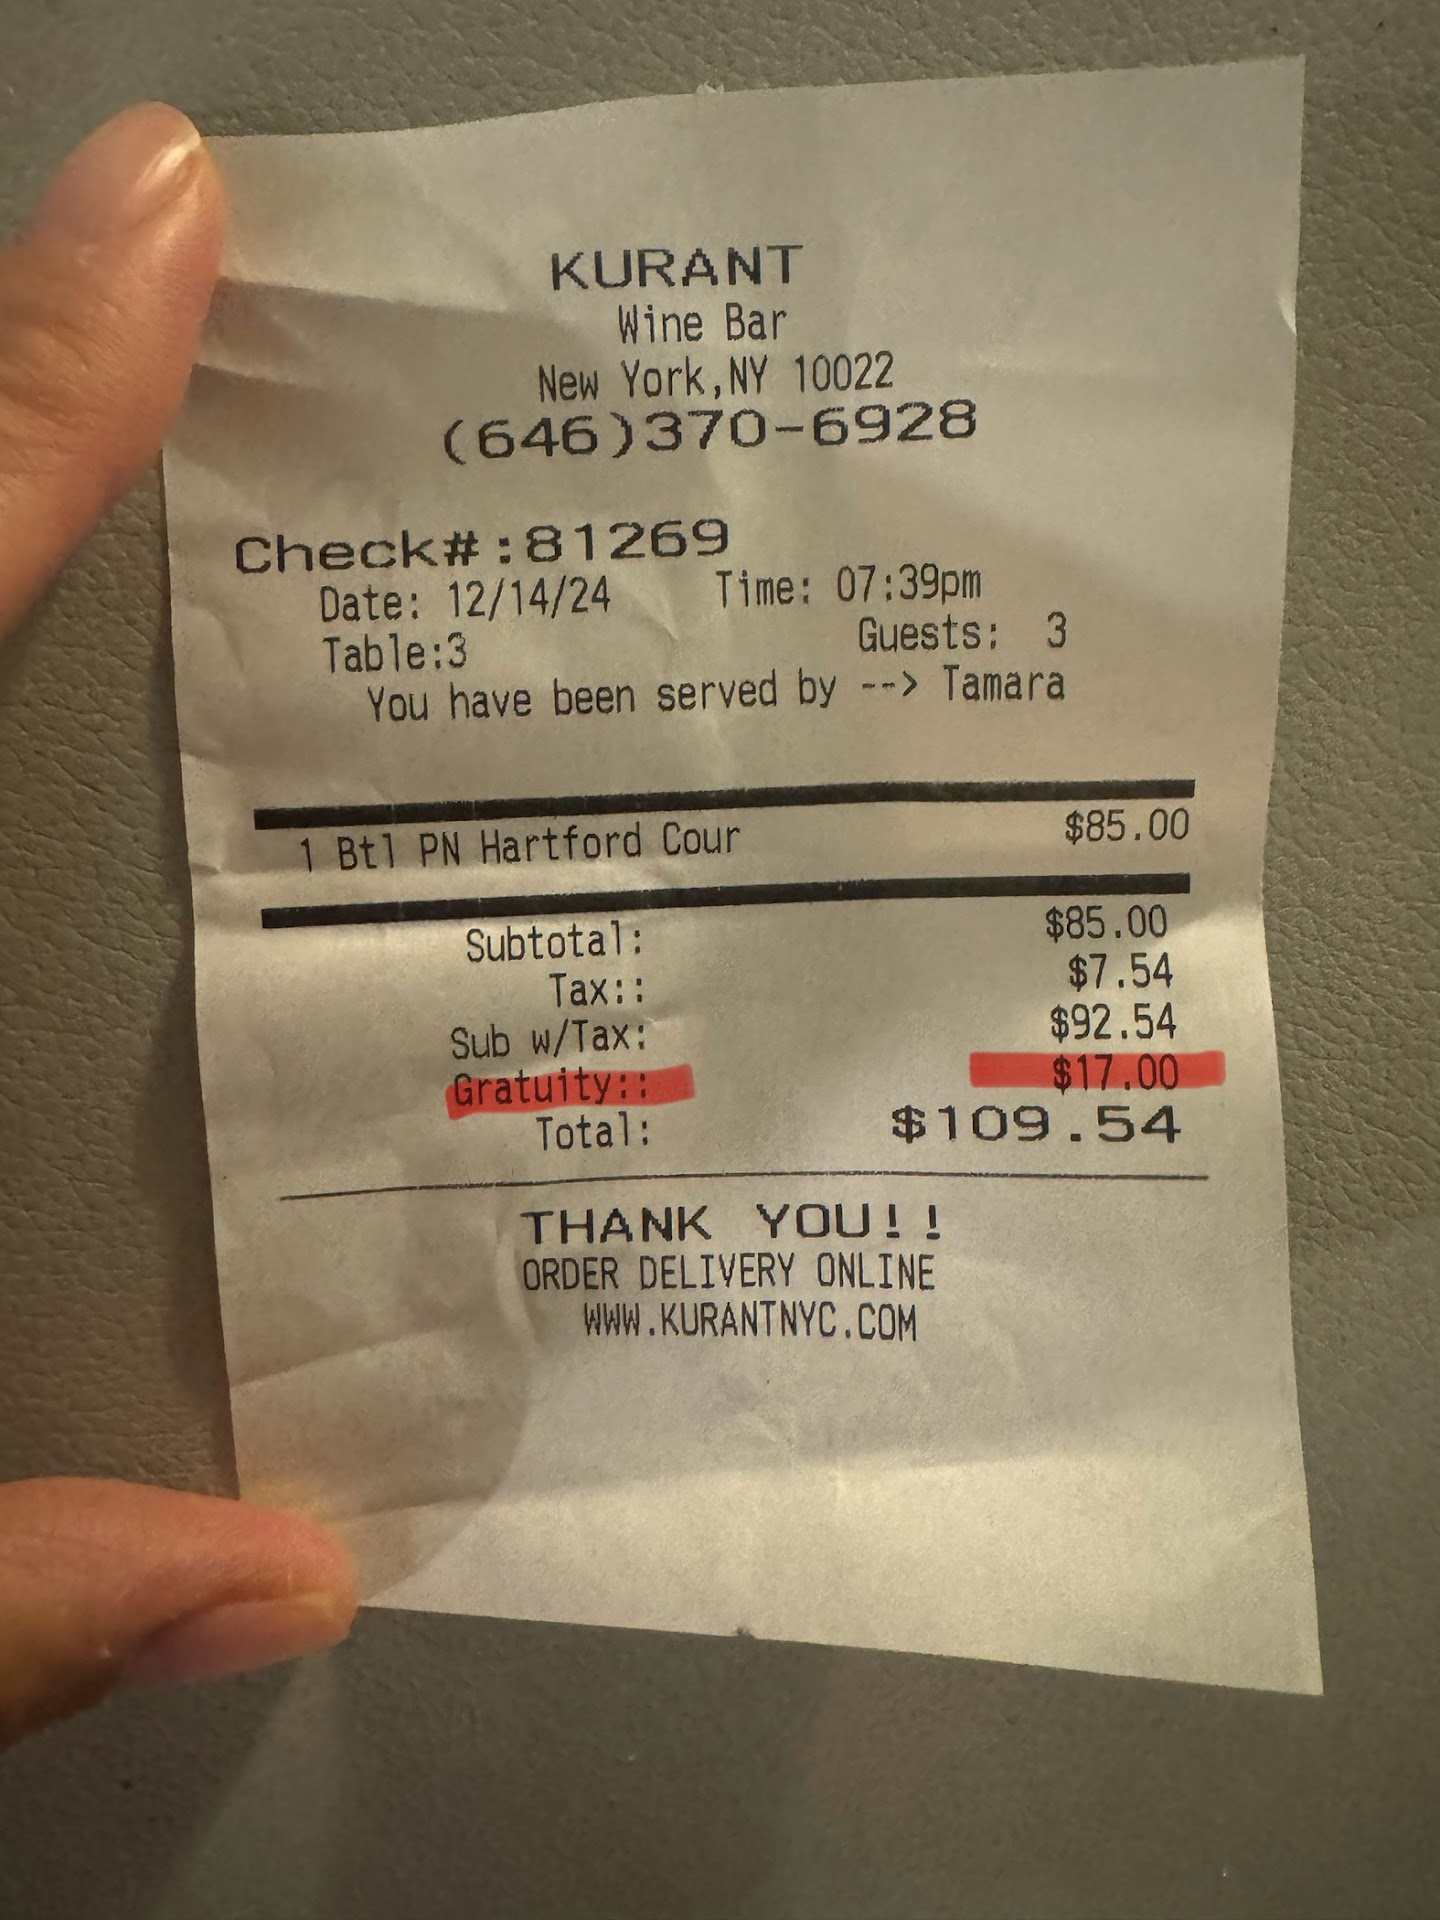 KURANT
Wine Bar
New York,NY 10022
(646)370-6928
Check#:81269
Date: 12/14/24 Time: 07:39pm
Table:3 Guests: 3
You have been served by --> Tamara
1 Btl PN Hartford Cour $85.00
Subtotal: $85.00
Tax:: $7.54
Sub w/Tax: $92.54
Gratuity:: $17.00
Total: $109.54
THANK YOU!!
ORDER DELIVERY ONLINE
WWW.KURANTNYC.COM